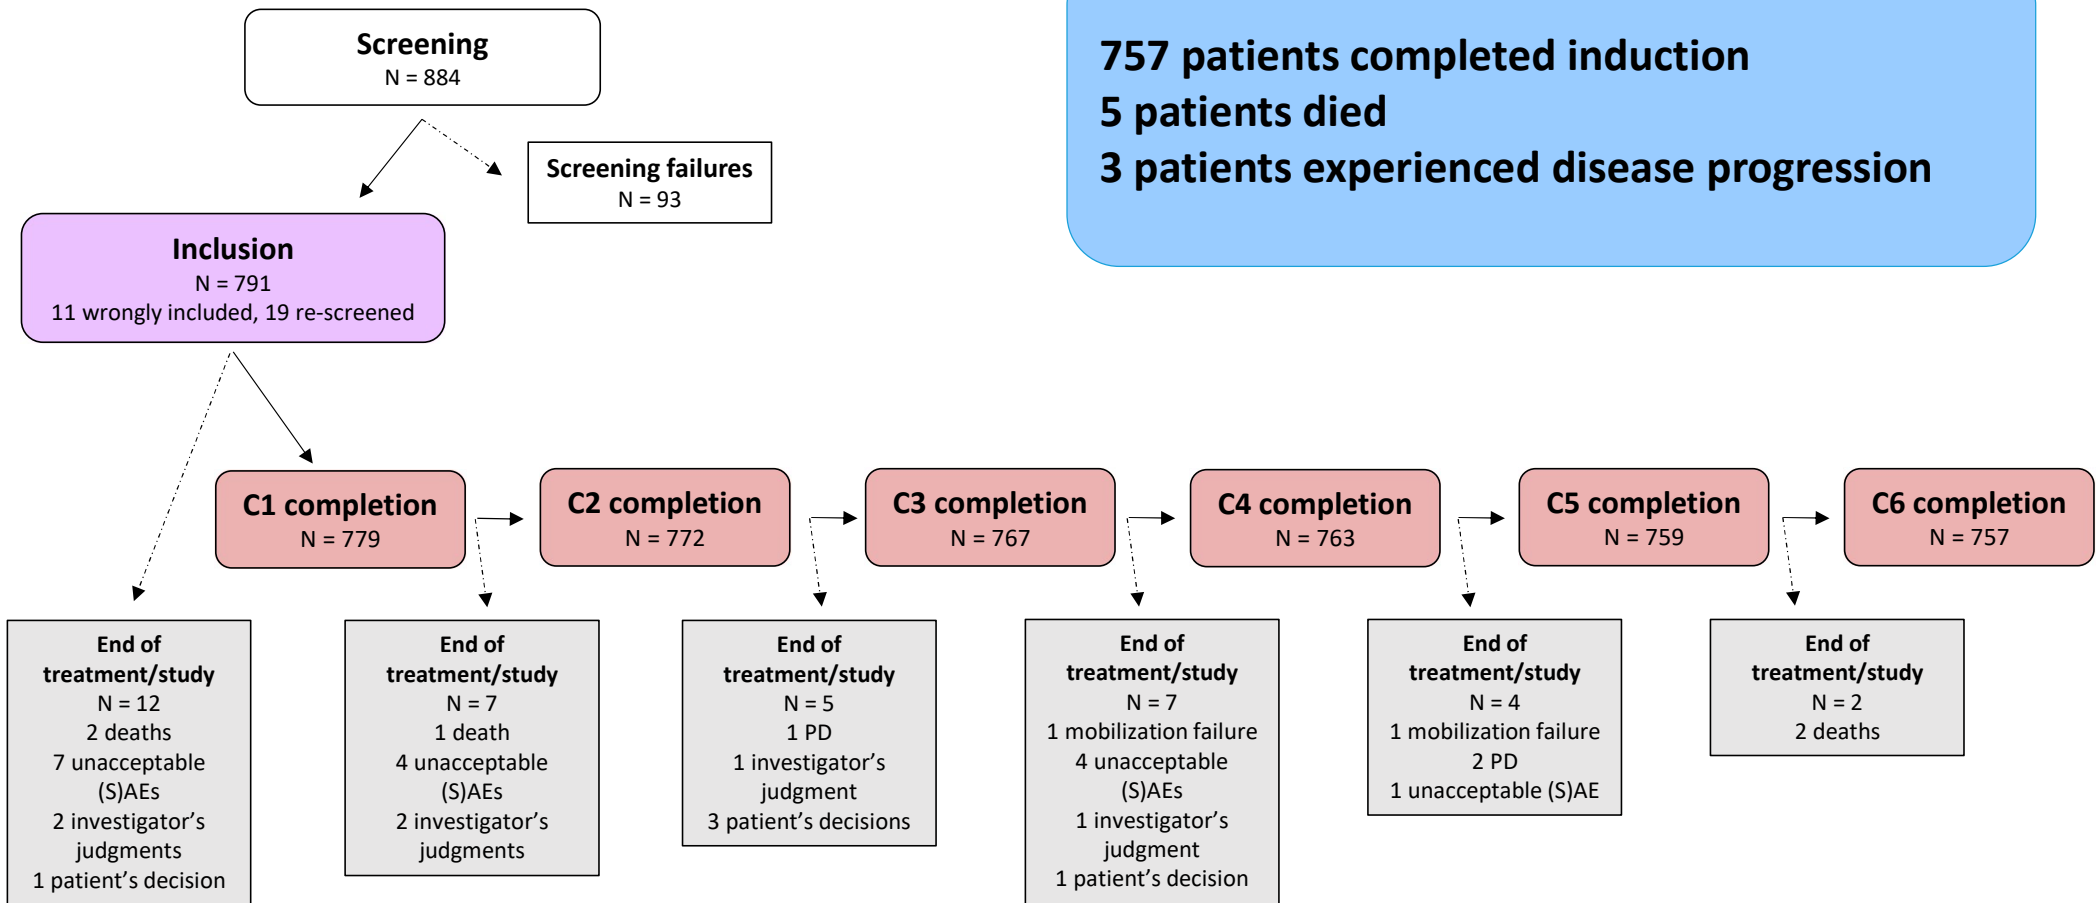 Screening
N = 884
757 patients completed induction
5 patients died
3 patients experienced disease progression
Screening failures
N = 93
Inclusion
N = 791
11 wrongly included, 19 re-screened
C1 completion
N = 779
C2 completion
N = 772
C3 completion
N = 767
C4 completion
N = 763
C5 completion
N = 759
C6 completion
N = 757
End of
treatment/study
N = 12
2 deaths
7 unacceptable
(S)AEs
2 investigator's
judgments
1 patient's decision
End of
treatment/study
N = 7
1 death
4 unacceptable
(S)AEs
2 investigator's
judgments
End of
treatment/study
N = 5
1 PD
1 investigator's
judgment
3 patient's decisions
End of
treatment/study
N = 7
1 mobilization failure
4 unacceptable
(S)AEs
1 investigator's
judgment
1 patient's decision
End of
treatment/study
N = 4
1 mobilization failure
2 PD
1 unacceptable (S)AE
End of
treatment/study
N = 2
2 deaths